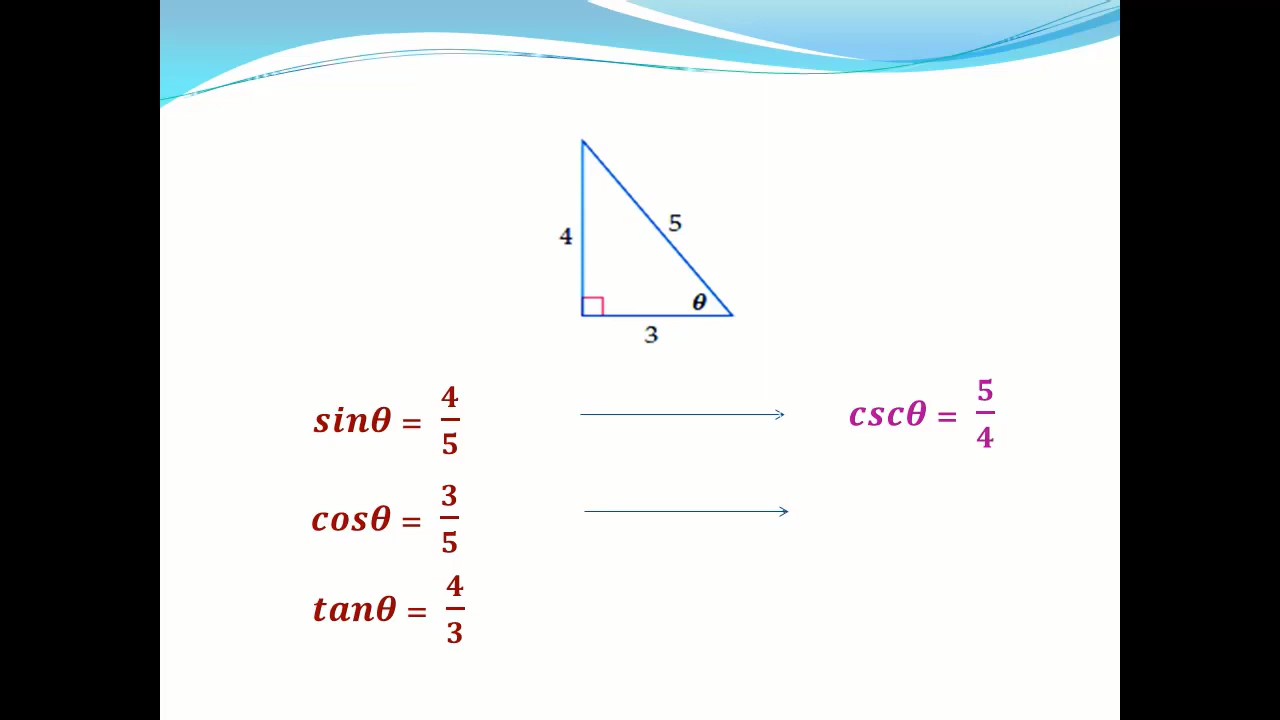 4
5
θ
3
sinθ = 4/5
cscθ = 5/4
cosθ = 3/5
tanθ = 4/3